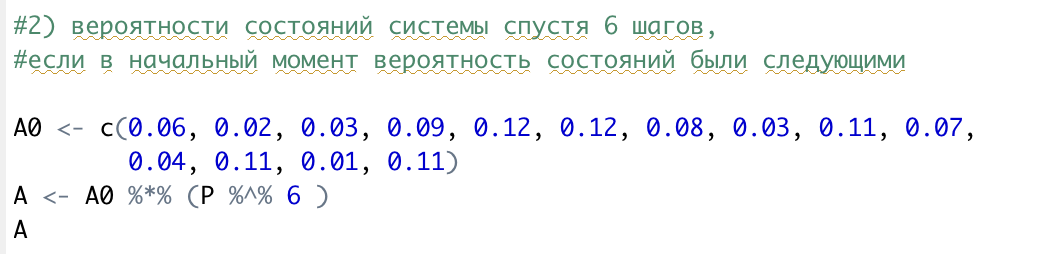 #2) вероятности состояний системы спустя 6 шагов,
#если в начальный момент вероятность состояний были следующими
A0 <- c(0.06, 0.02, 0.03, 0.09, 0.12, 0.12, 0.08, 0.03, 0.11, 0.07,
0.04, 0.11, 0.01, 0.11)
A <- A0 %*% (P %^% 6 )
A